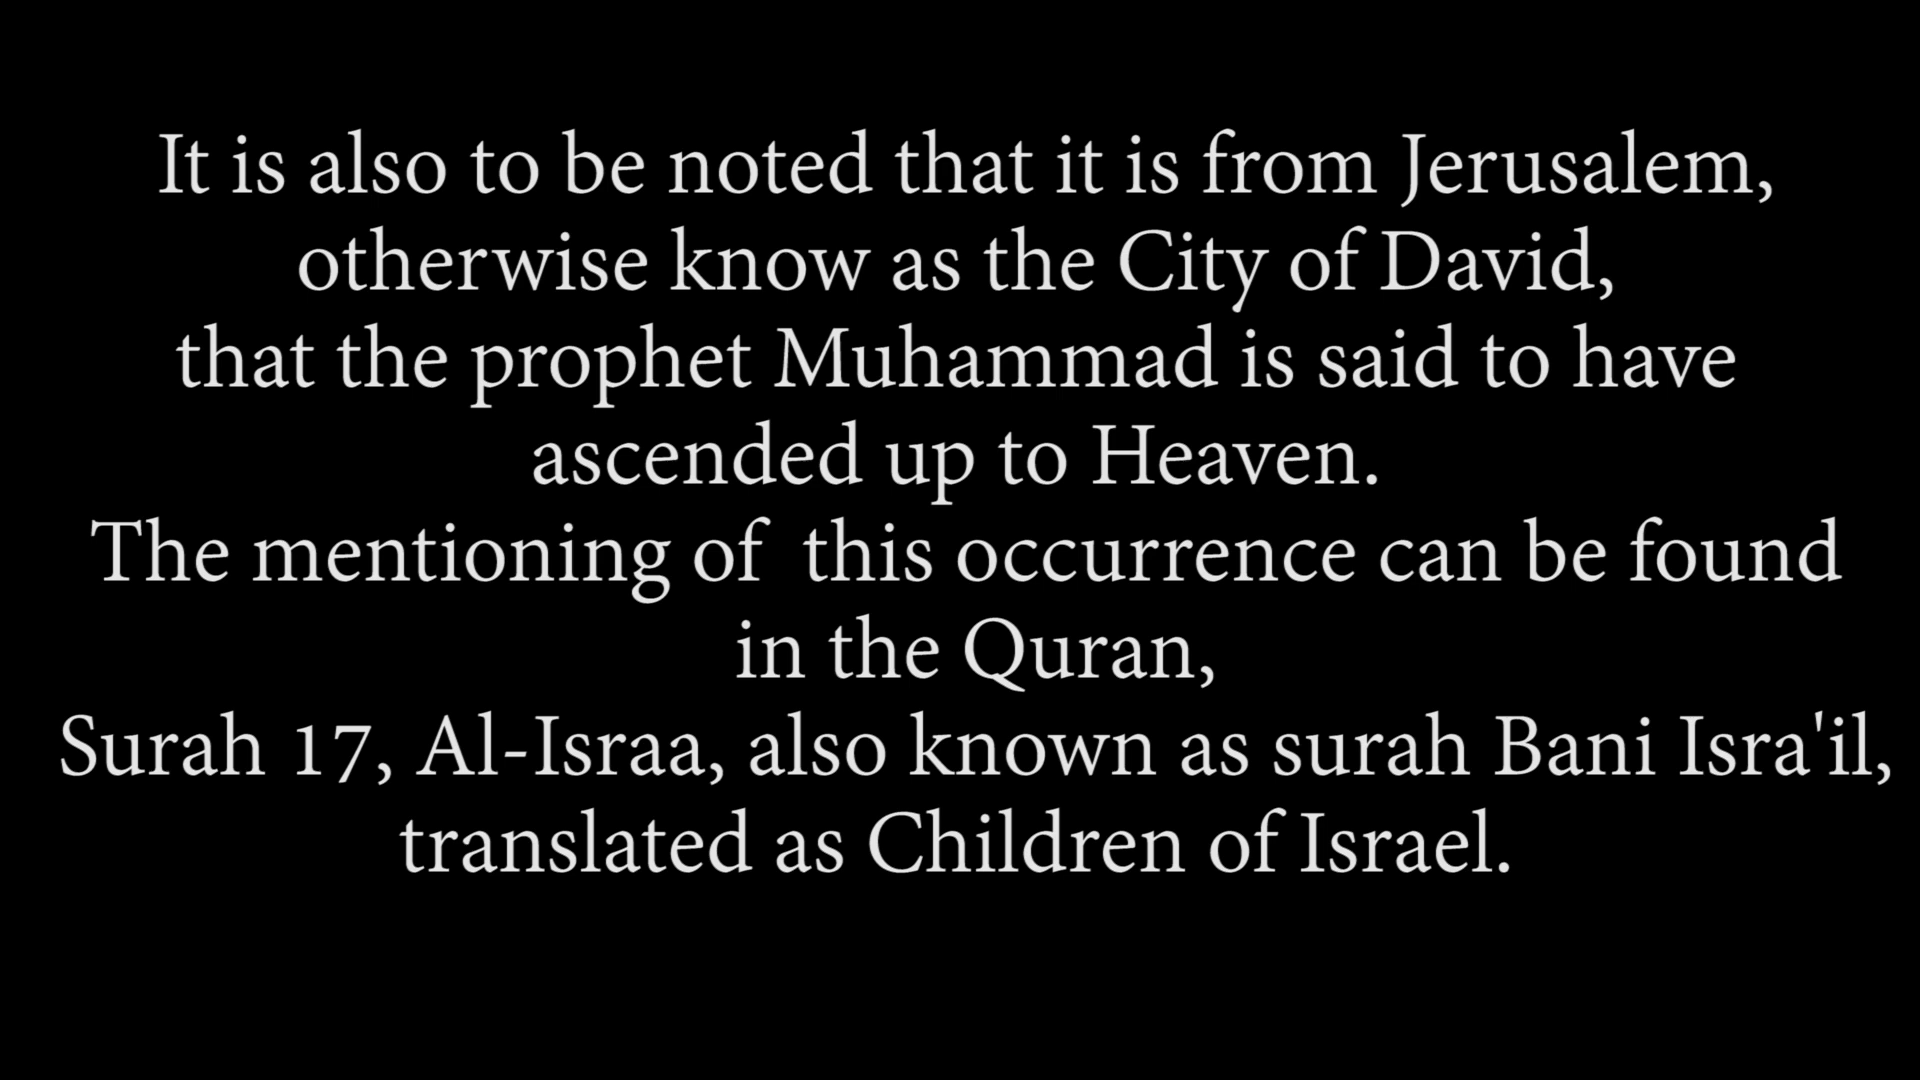 It is also to be noted that it is from Jerusalem,
otherwise know as the City of David,
that the prophet Muhammad is said to have
ascended up to Heaven.
The mentioning of  this occurrence can be found
in the Quran,
Surah 17, Al-Israa, also known as surah Bani Isra'il,
translated as Children of Israel.